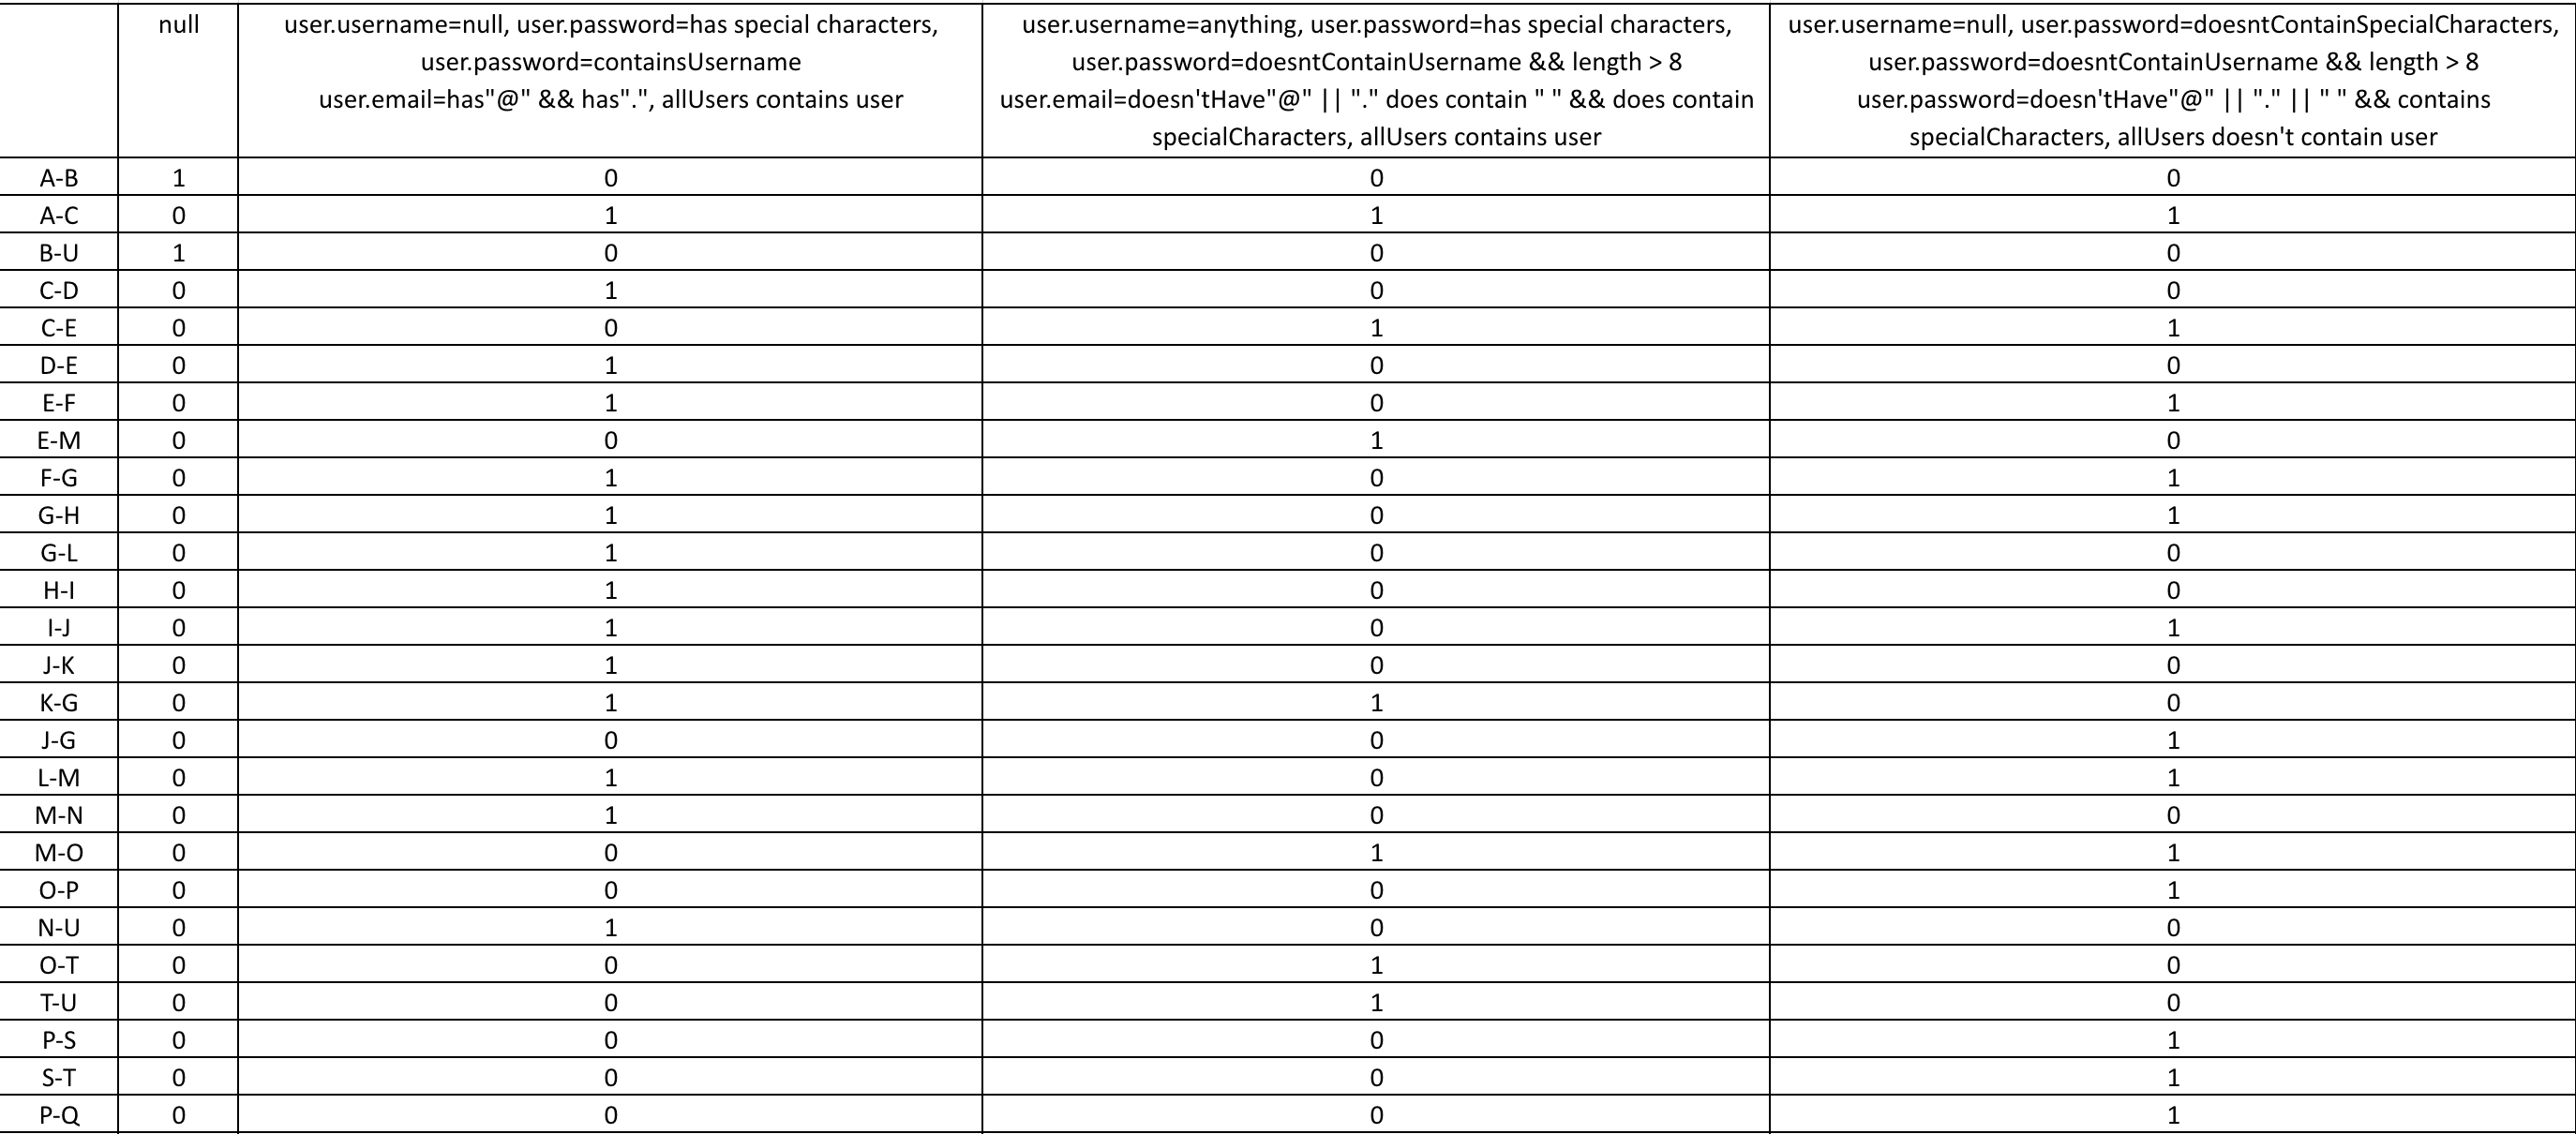 null user.username=null, user.password=has special characters, user.username=anything, user.password=has special characters, user.username=null, user.password=doesntContainSpecialCharacters,
user.password=containsUsername user.password=doesntContainUsername && length > 8 user.password=doesntContainUsername && length > 8
user.email=has"@" && has".", allUsers contains user user.email=doesn'tHave"@" || "." does contain " " && does contain user.password=doesn'tHave"@" || "." || " " && contains
specialCharacters, allUsers contains user specialCharacters, allUsers doesn't contain user
A-B 1 0 0 0
A-C 0 1 1 1
B-U 1 0 0 0
C-D 0 1 0 0
C-E 0 0 1 1
D-E 0 1 0 0
E-F 0 1 0 1
E-M 0 0 1 0
F-G 0 1 0 1
G-H 0 1 0 1
G-L 0 1 0 0
H-I 0 1 0 0
I-J 0 1 0 1
J-K 0 1 0 0
K-G 0 1 1 0
J-G 0 0 0 1
L-M 0 1 0 1
M-N 0 1 0 0
M-O 0 0 1 1
O-P 0 0 0 1
N-U 0 1 0 0
O-T 0 0 1 0
T-U 0 0 1 0
P-S 0 0 0 1
S-T 0 0 0 1
P-Q 0 0 0 1